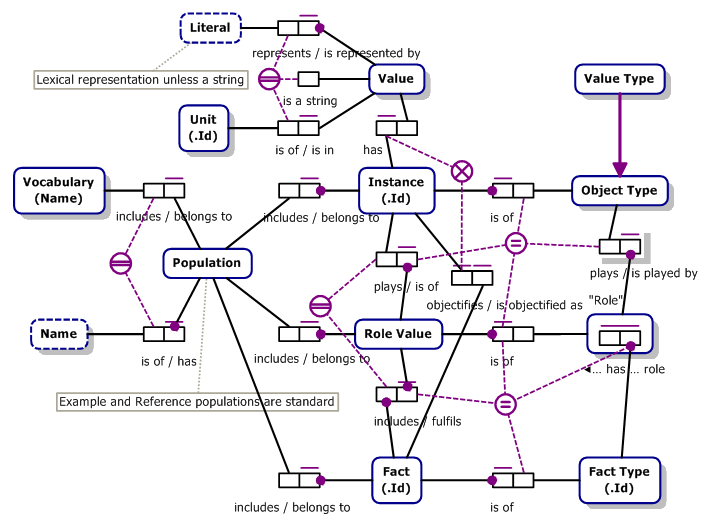 Literal
represents / is represented by
Lexical representation unless a string
Value
Value Type
is a string
Unit
(.Id)
is of / is in
has
Vocabulary
(Name)
Instance
(.Id)
Object Type
includes / belongs to
includes / belongs to
is of
Population
plays / is of
plays / is played by
objectifies / is objectified as
"Role"
Name
Role Value
is of / has
includes / belongs to
is of
◄... has ... role
Example and Reference populations are standard
includes / fulfils
Fact
(.Id)
Fact Type
(.Id)
includes / belongs to
is of